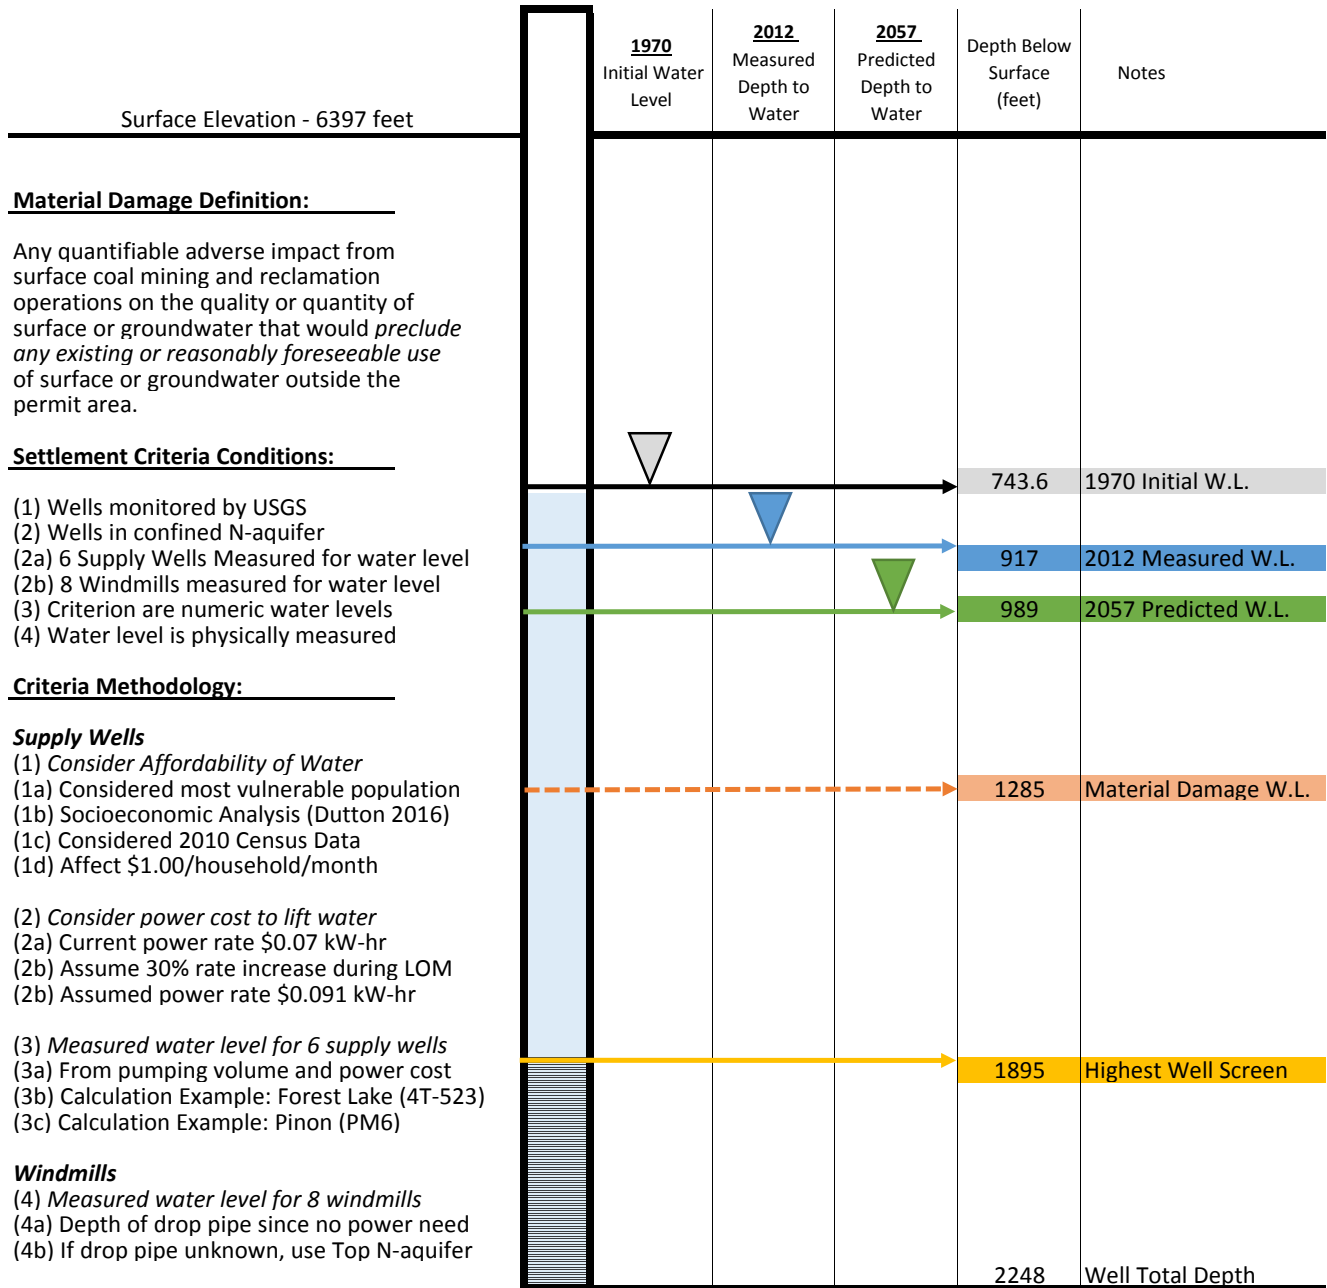 1970
Initial Water
Level
2012
Measured
Depth to
Water
2057
Predicted
Depth to
Water
Depth Below
Surface
(feet)
Notes
Surface Elevation - 6397 feet
Material Damage Definition:
Any quantifiable adverse impact from
surface coal mining and reclamation
operations on the quality or quantity of
surface or groundwater that would preclude
any existing or reasonably foreseeable use
of surface or groundwater outside the
permit area.
Settlement Criteria Conditions:
(1) Wells monitored by USGS
(2) Wells in confined N-aquifer
(2a) 6 Supply Wells Measured for water level
(2b) 8 Windmills measured for water level
(3) Criterion are numeric water levels
(4) Water level is physically measured
Criteria Methodology:
Supply Wells
(1) Consider Affordability of Water
(1a) Considered most vulnerable population
(1b) Socioeconomic Analysis (Dutton 2016)
(1c) Considered 2010 Census Data
(1d) Affect $1.00/household/month
(2) Consider power cost to lift water
(2a) Current power rate $0.07 kW-hr
(2b) Assume 30% rate increase during LOM
(2b) Assumed power rate $0.091 kW-hr
(3) Measured water level for 6 supply wells
(3a) From pumping volume and power cost
(3b) Calculation Example: Forest Lake (4T-523)
(3c) Calculation Example: Pinon (PM6)
Windmills
(4) Measured water level for 8 windmills
(4a) Depth of drop pipe since no power need
(4b) If drop pipe unknown, use Top N-aquifer
743.6 1970 Initial W.L.
917 2012 Measured W.L.
989 2057 Predicted W.L.
1285 Material Damage W.L.
1895 Highest Well Screen
2248 Well Total Depth